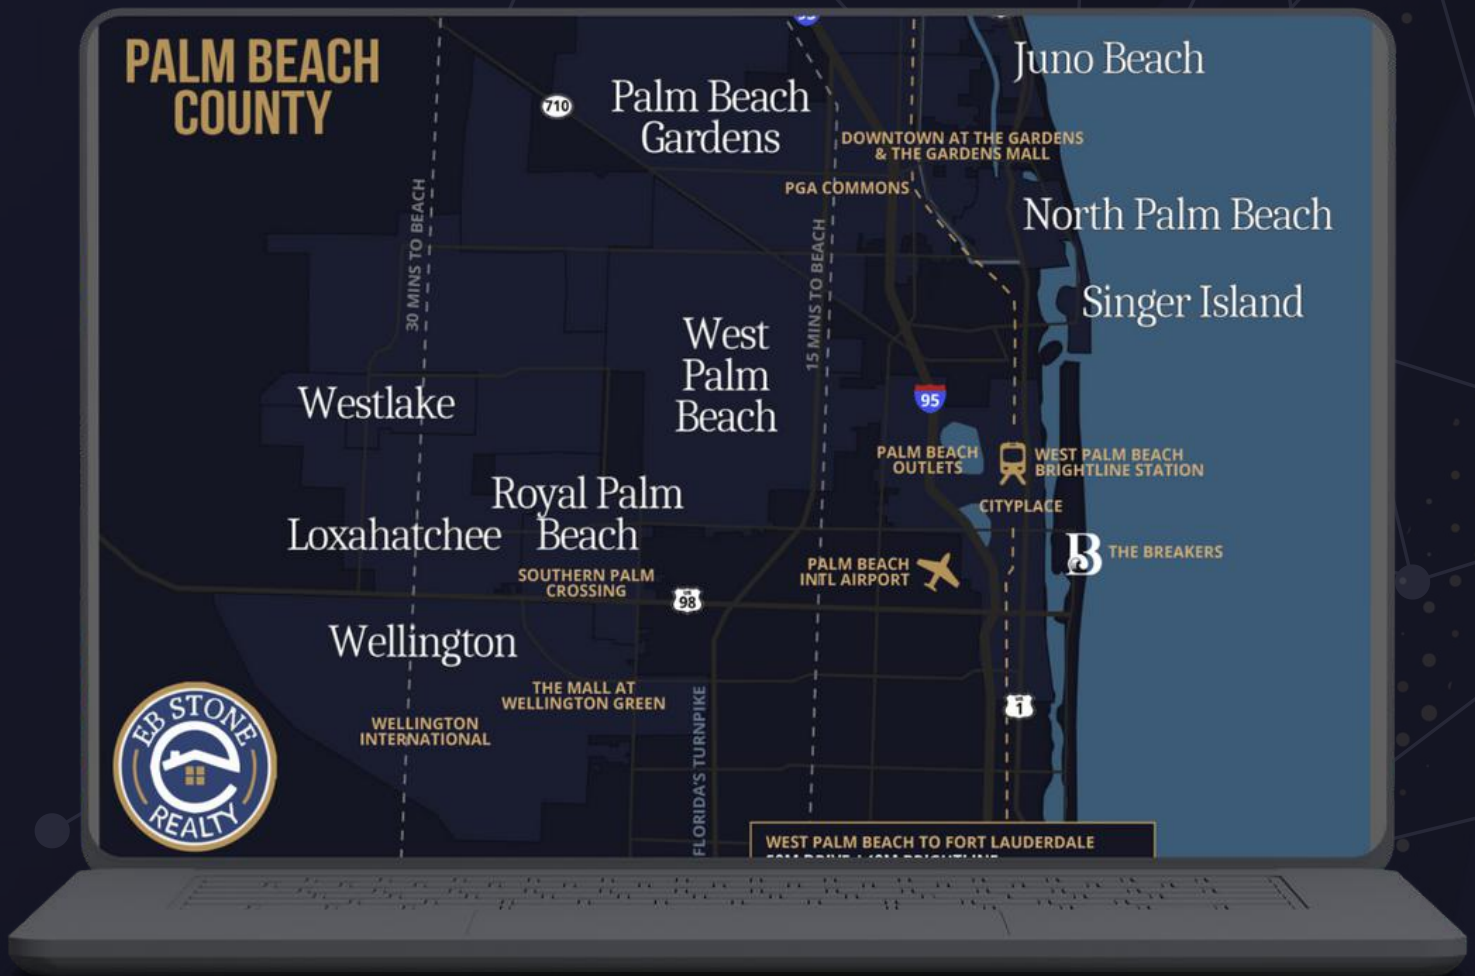 PALM BEACH
COUNTY
Juno Beach
710
Palm Beach
Gardens
DOWNTOWN AT THE GARDENS
& THE GARDENS MALL
PGA COMMONS
North Palm Beach
30 MINS TO BEACH
15 MINS TO BEACH
Singer Island
West
Palm
Beach
Westlake
95
PALM BEACH
OUTLETS
WEST PALM BEACH
BRIGHTLINE STATION
CITYPLACE
Royal Palm
Beach
Loxahatchee
B
THE BREAKERS
SOUTHERN PALM
CROSSING
PALM BEACH
INTL AIRPORT
98
Wellington
THE MALL AT
WELLINGTON GREEN
WELLINGTON
INTERNATIONAL
FLORIDA'S TURNPIKE
1
EB STONE
e
REALTY
WEST PALM BEACH TO FORT LAUDERDALE